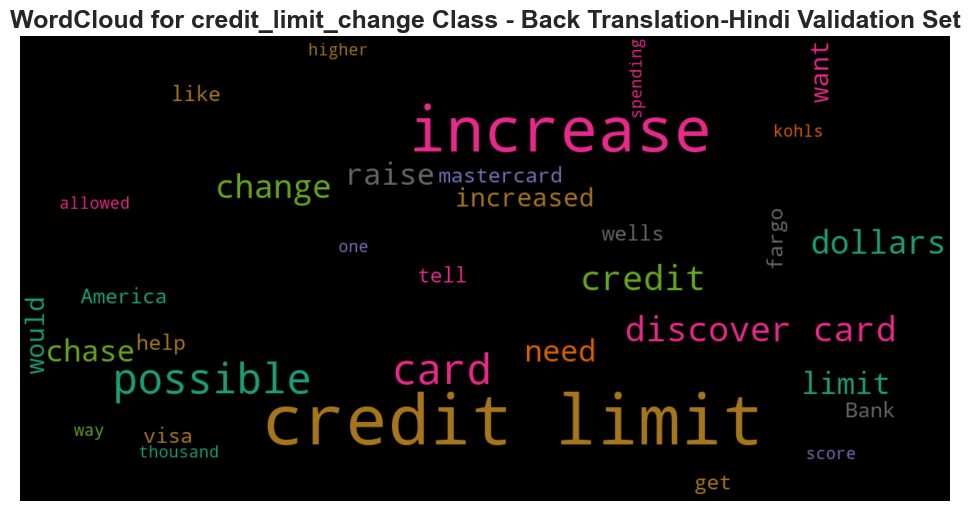 WordCloud for credit_limit_change Class - Back Translation-Hindi Validation Set
higher
spending
want
like
increase
kohls
raise
mastercard
change
increased
allowed
wells
fargo
dollars
one
tell
credit
America
would
discover card
chase
help
need
card
possible
limit
credit limit
Bank
way
visa
thousand
score
get